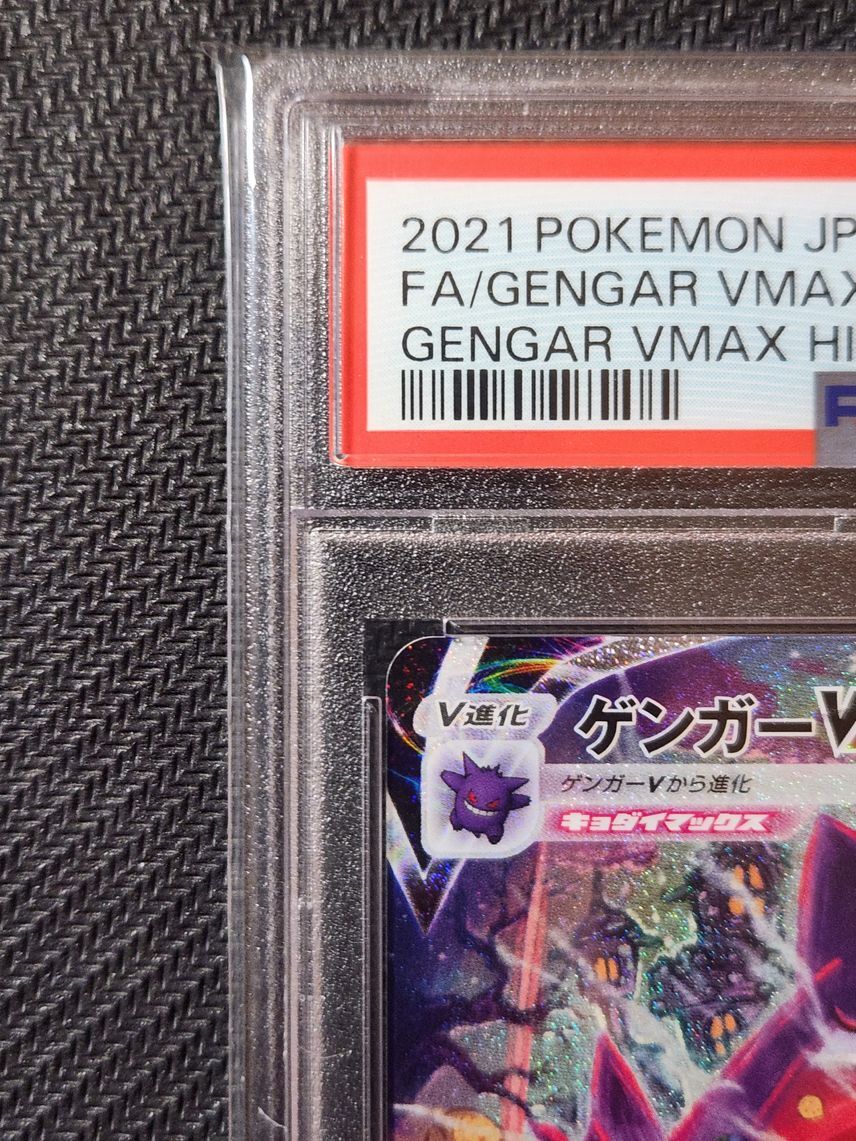 2021 POKEMON JP
FA/GENGAR VMAX
GENGAR VMAX HI
V進化
ゲンガーV
ゲンガーVから進化
キョダイマックス